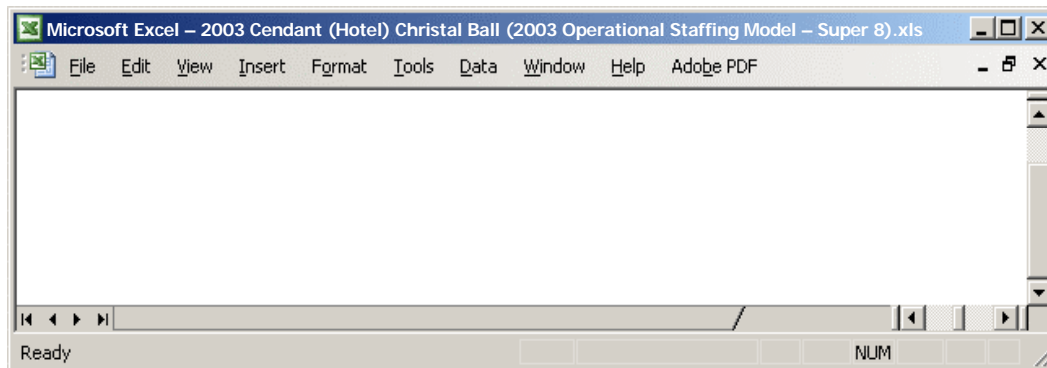 Microsoft Excel – 2003 Cendant (Hotel) Christal Ball (2003 Operational Staffing Model – Super 8).xls
File Edit View Insert Format Tools Data Window Help Adobe PDF
Ready NUM